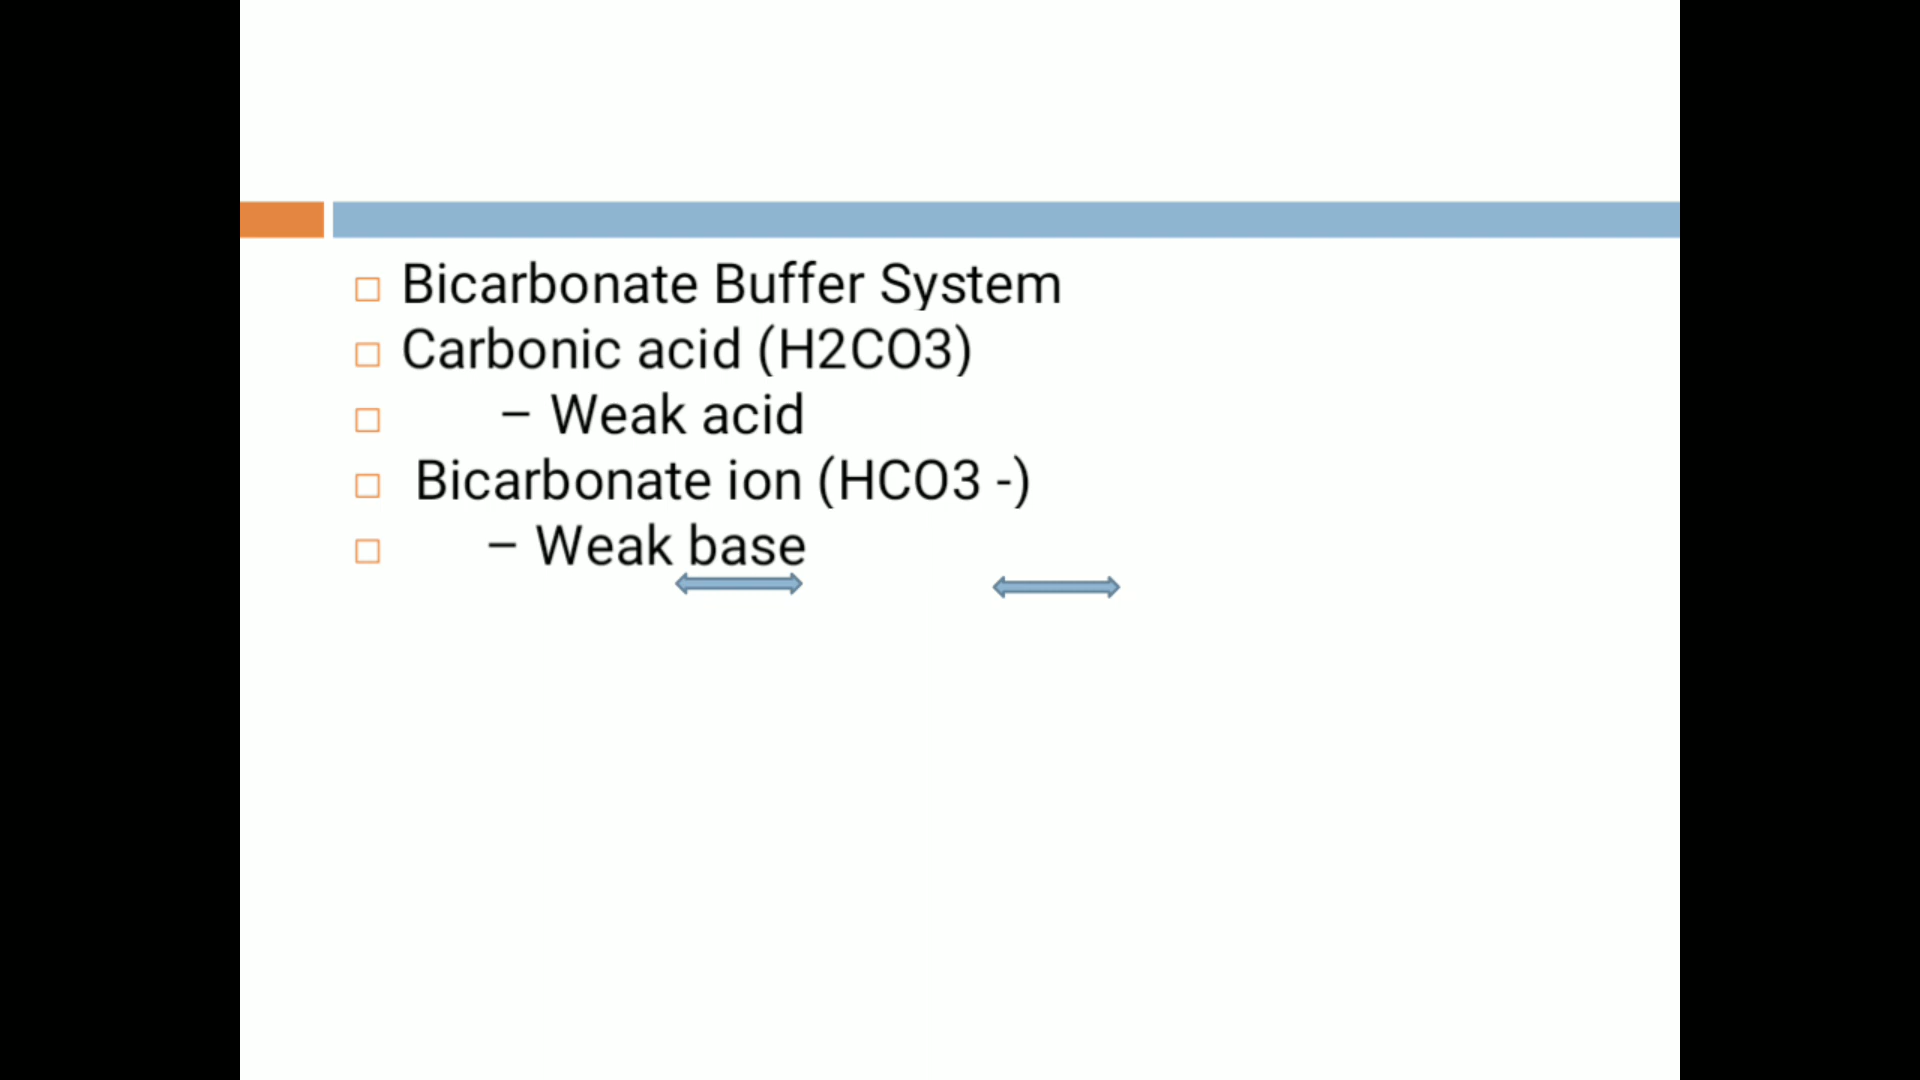 Bicarbonate Buffer System
Carbonic acid (H2CO3)
– Weak acid
Bicarbonate ion (HCO3 -)
– Weak base